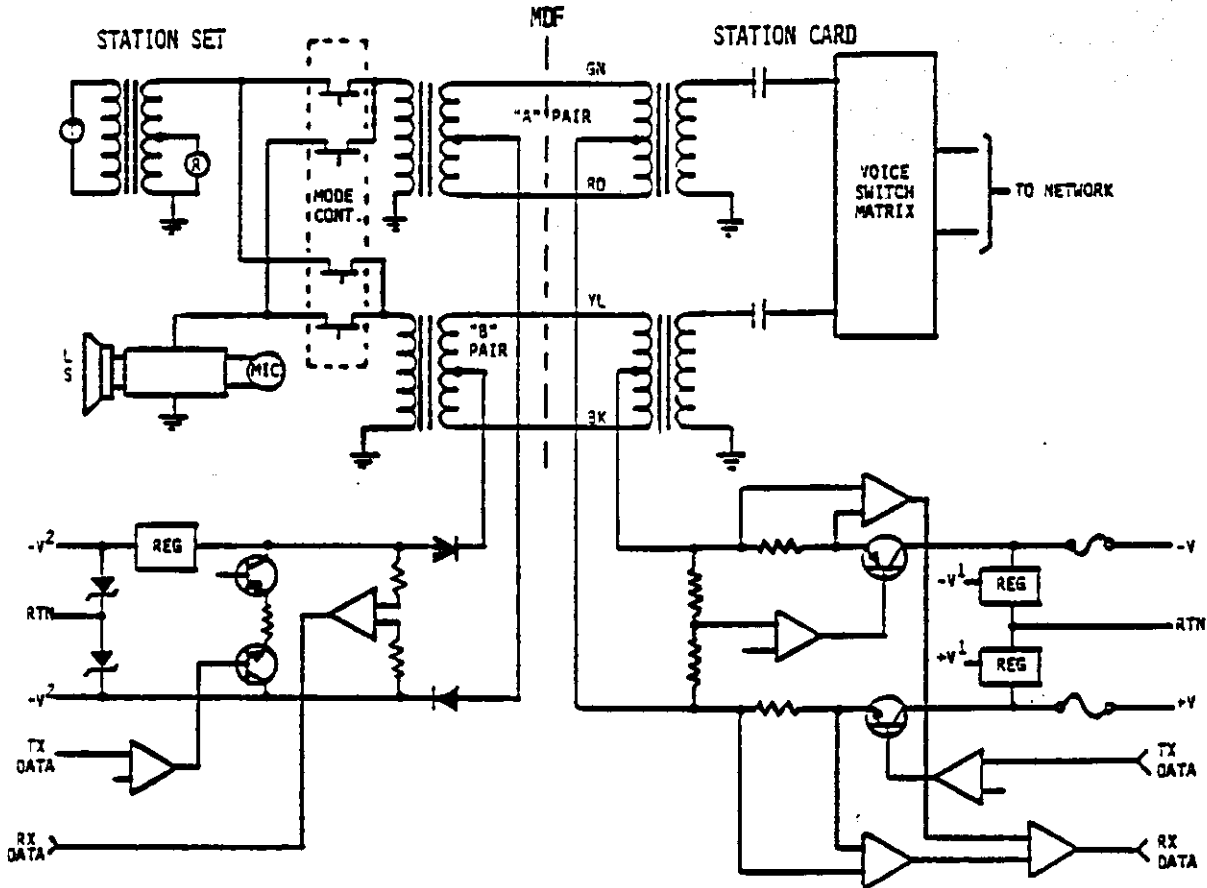 MDF
STATION SET
STATION CARD
GN
"A" PAIR
T
R
RD
MODE
CONT.
VOICE
SWITCH
MATRIX
TO NETWORK
YL
"B"
PAIR
L
S
MIC
BK
-V²
REG
-V
-V¹
REG
RTN
RTN
+V¹
REG
-V²
+V
TX
DATA
TX
DATA
RX
DATA
RX
DATA